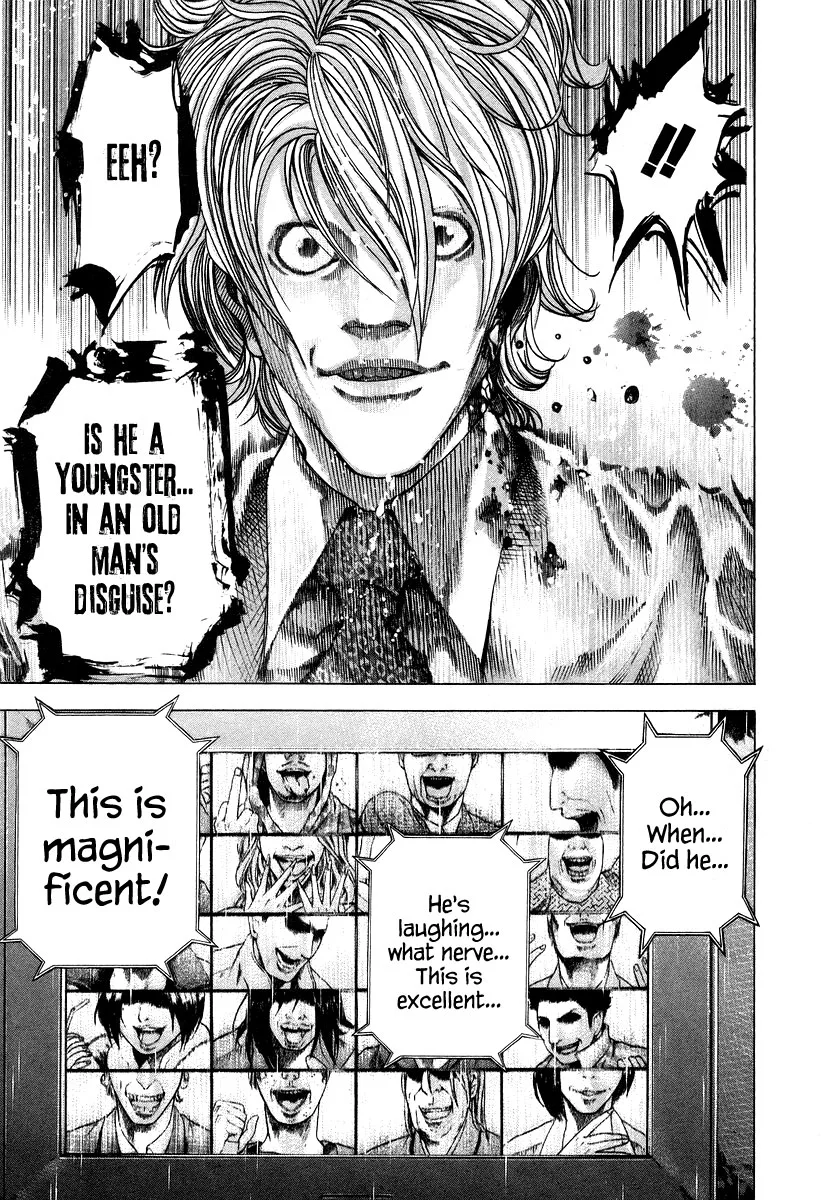 !!
EEH?
IS HE A
YOUNGSTER...
IN AN OLD
MAN'S
DISGUISE?
Oh...
When...
Did he...
He's
laughing...
what nerve...
This is
excellent...
This is
magni-
ficent!